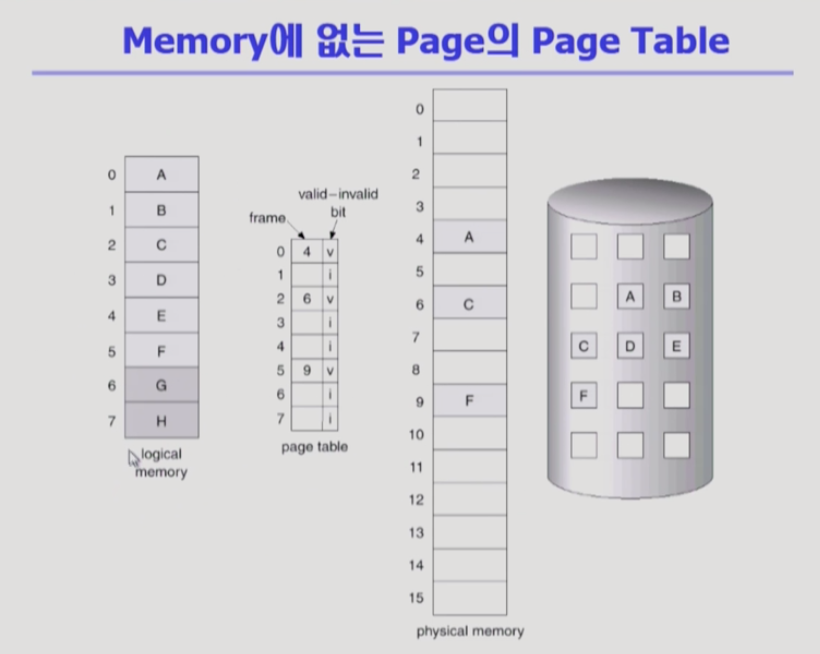 Memory에 없는 Page의 Page Table
0 A
1 B
2 C
3 D
4 E
5 F
6 G
7 H
logical
memory
valid–invalid
bit
frame
0 4 v
1 i
2 6 v
3 i
4 i
5 9 v
6 i
7 i
page table
0
1
2
3
4 A
5
6 C
7
8
9 F
10
11
12
13
14
15
physical memory
A B
C D E
F